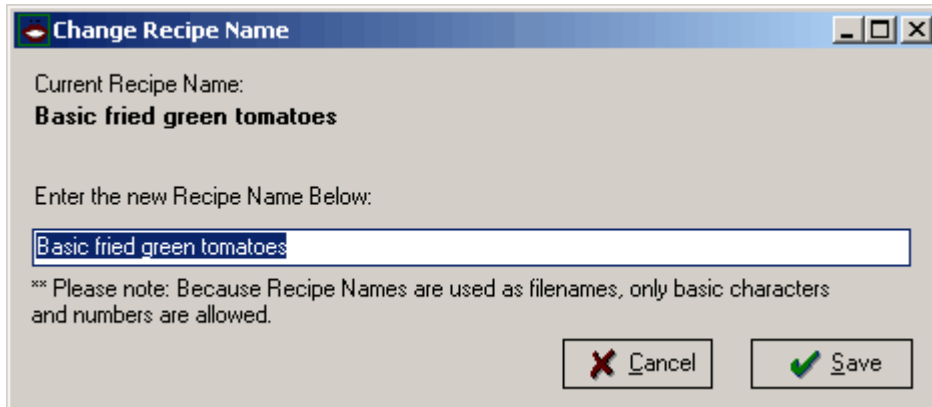 Change Recipe Name
Current Recipe Name:
Basic fried green tomatoes
Enter the new Recipe Name Below:
Basic fried green tomatoes
** Please note: Because Recipe Names are used as filenames, only basic characters
and numbers are allowed.
Cancel
Save